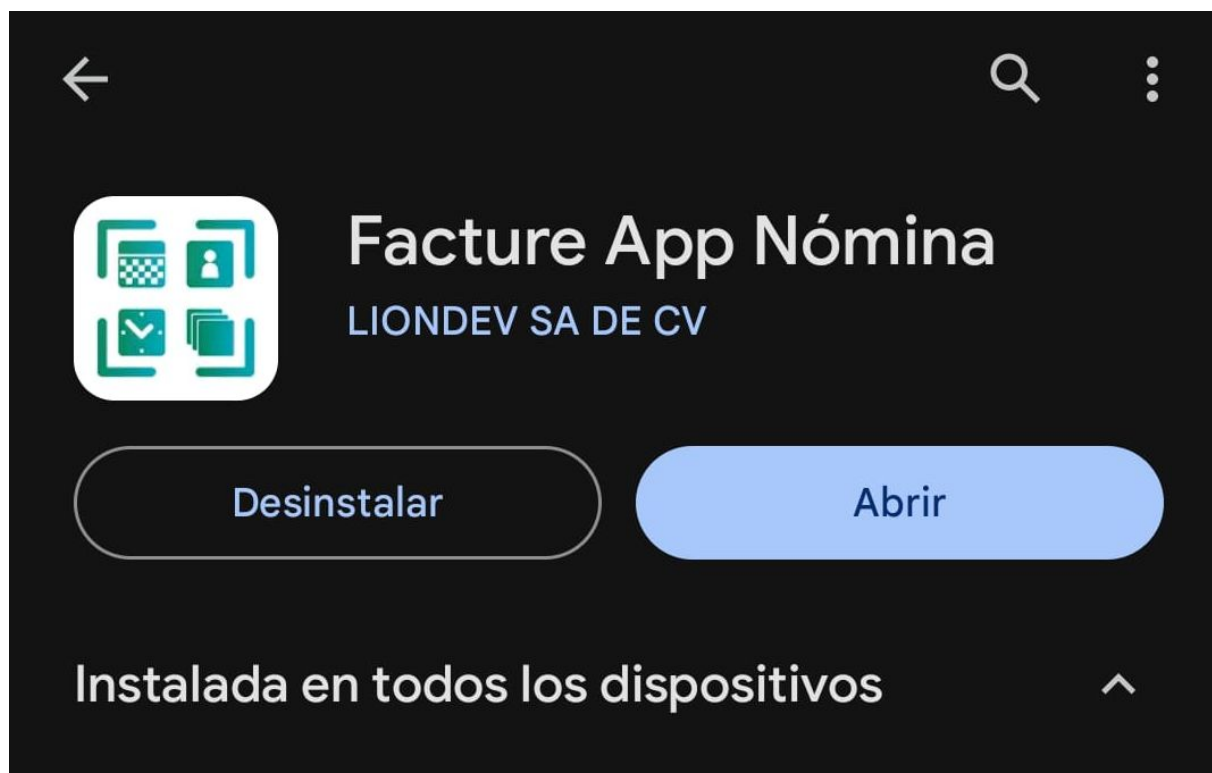 Facture App Nómina
LIONDEV SA DE CV
Desinstalar
Abrir
Instalada en todos los dispositivos